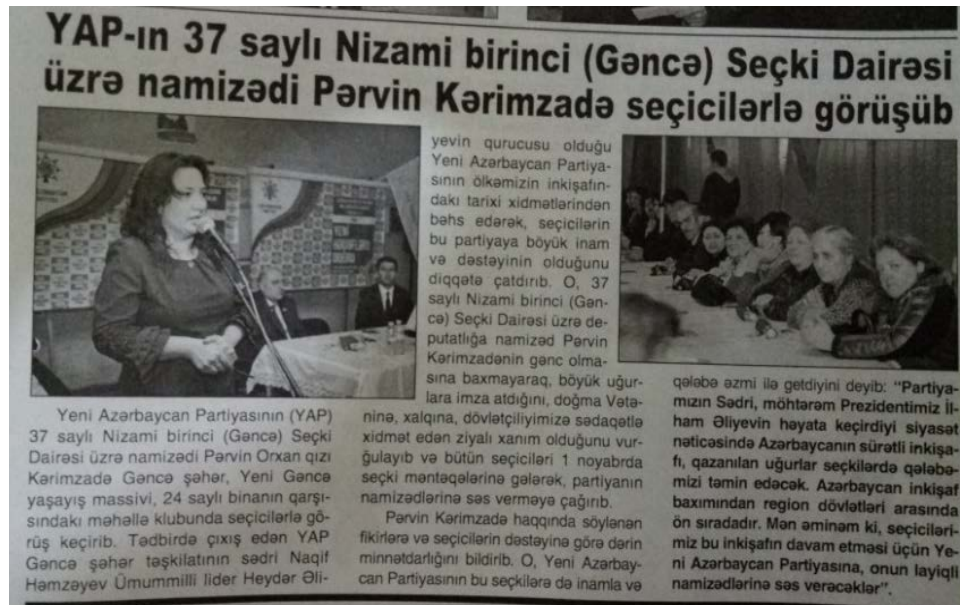 YAP-ın 37 saylı Nizami birinci (Gəncə) Seçki Dairəsi
üzrə namizədi Pərvin Kərimzadə seçicilərlə görüşüb
Yeni Azərbaycan Partiyasının (YAP)
37 saylı Nizami birinci (Gəncə) Seçki
Dairəsi üzrə namizədi Pərvin Orxan qızı
Kərimzadə Gəncə şəhər, Yeni Gəncə
yaşayış massivi, 24 saylı binanın qarşı-
sındakı məhəllə klubunda seçicilərlə gö-
rüş keçirib. Tədbirdə çıxış edən YAP
Gəncə şəhər təşkilatının sədri Naqif
Həmzəyev Ümummilli lider Heydər Əli-
yevin qurucusu olduğu
Yeni Azərbaycan Partiya-
sının ölkəmizin inkişafın-
dakı tarixi xidmətlərindən
bəhs edərək, seçicilərin
bu partiyaya böyük inam
və dəstəyinin olduğunu
diqqətə çatdırıb. O, 37
saylı Nizami birinci (Gən-
cə) Seçki Dairəsi üzrə de-
putatlığa namizəd Pərvin
Kərimzadənin gənc olma-
sına baxmayaraq, böyük uğur-
lara imza atdığını, doğma Vətə-
ninə, xalqına, dövlətçiliyimizə sədaqətlə
xidmət edən ziyalı xanım olduğunu vur-
ğulayıb və bütün seçiciləri 1 noyabrda
seçki məntəqələrinə gələrək, partiyanın
namizədlərinə səs verməyə çağırıb.
Pərvin Kərimzadə haqqında söylənən
fikirlərə və seçicilərin dəstəyinə görə dərin
minnətdarlığını bildirib. O, Yeni Azərbay-
can Partiyasının bu seçkilərə də inamla və
qələbə əzmi ilə getdiyini deyib: "Partiya-
mızın Sədri, möhtərəm Prezidentimiz İl-
ham Əliyevin həyata keçirdiyi siyasət
nəticəsində Azərbaycanın sürətli inkişa-
fı, qazanılan uğurlar seçkilərdə qələbə-
mizi təmin edəcək. Azərbaycan inkişaf
baxımından region dövlətləri arasında
ön sıradadır. Mən əminəm ki, seçiciləri-
miz bu inkişafın davam etməsi üçün Ye-
ni Azərbaycan Partiyasına, onun layiqli
namizədlərinə səs verəcəklər".